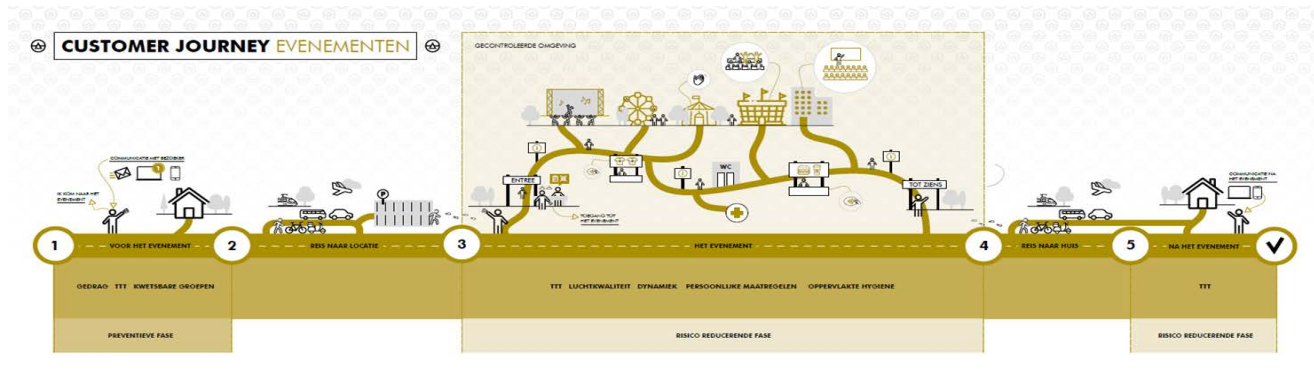 CUSTOMER JOURNEY EVENEMENTEN
GECONTROLEERDE OMGEVING
COMMUNICATIE MET BEZOEKER
1
IK KOM NAAR HET
EVENEMENT
P
ENTREE
TOEGANG TOT
HET EVENEMENT
WC
TOT ZIENS
COMMUNICATIE NA
HET EVENEMENT
1 VOOR HET EVENEMENT 2 REIS NAAR LOCATIE 3 HET EVENEMENT 4 REIS NAAR HUIS 5 NA HET EVENEMENT
GEDRAG TTT KWETSBARE GROEPEN
TTT LUCHTKWALITEIT DYNAMIEK PERSOONLIJKE MAATREGELEN OPPERVLAKTE HYGIENE
TTT
PREVENTIEVE FASE
RISICO REDUCERENDE FASE
RISICO REDUCERENDE FASE